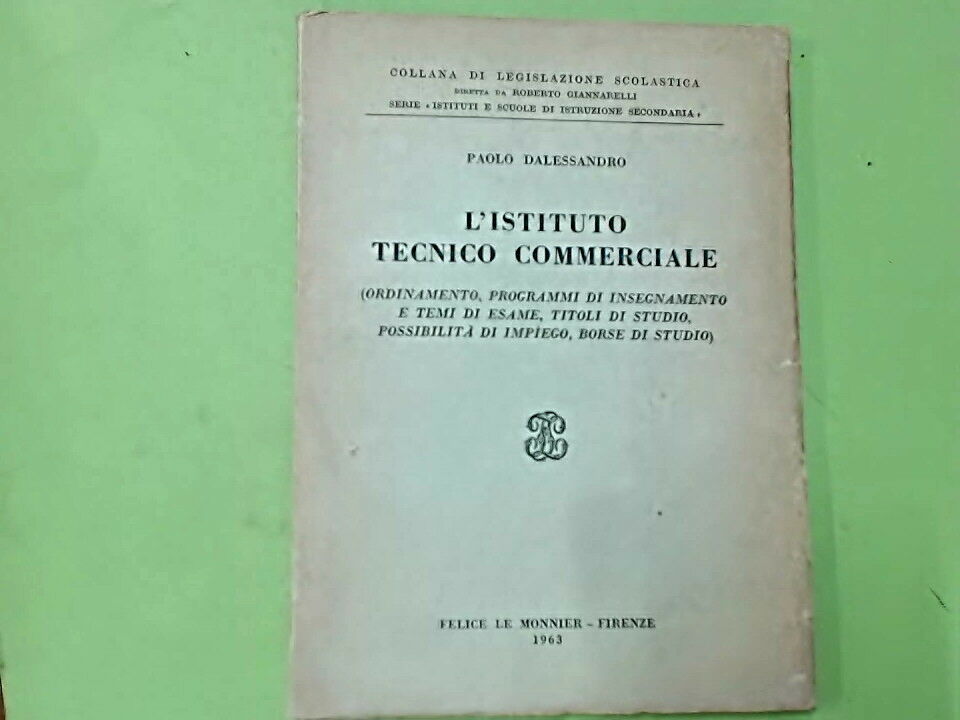 COLLANA DI LEGISLAZIONE SCOLASTICA
DIRETTA DA ROBERTO GIANNARELLI
SERIE « ISTITUTI E SCUOLE DI ISTRUZIONE SECONDARIA »
PAOLO DALESSANDRO
L'ISTITUTO
TECNICO COMMERCIALE
(ORDINAMENTO, PROGRAMMI DI INSEGNAMENTO
E TEMI DI ESAME, TITOLI DI STUDIO,
POSSIBILITÀ DI IMPIEGO, BORSE DI STUDIO)
FELICE LE MONNIER - FIRENZE
1963